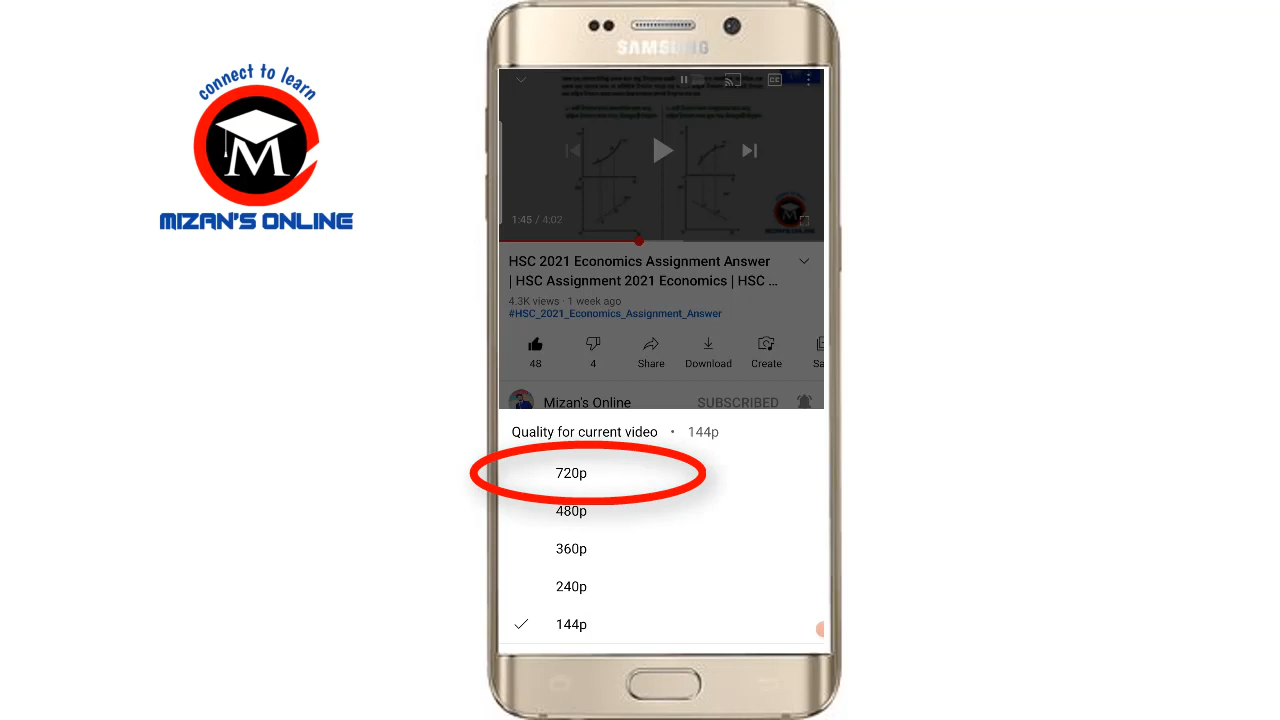 connect to learn
M
MIZAN'S ONLINE
SAMSUNG
CC
1:45 / 4:02
HSC 2021 Economics Assignment Answer
| HSC Assignment 2021 Economics | HSC ...
4.3K views · 1 week ago
#HSC_2021_Economics_Assignment_Answer
48
4
Share
Download
Create
Sa
Mizan's Online
SUBSCRIBED
Quality for current video • 144p
720p
480p
360p
240p
144p